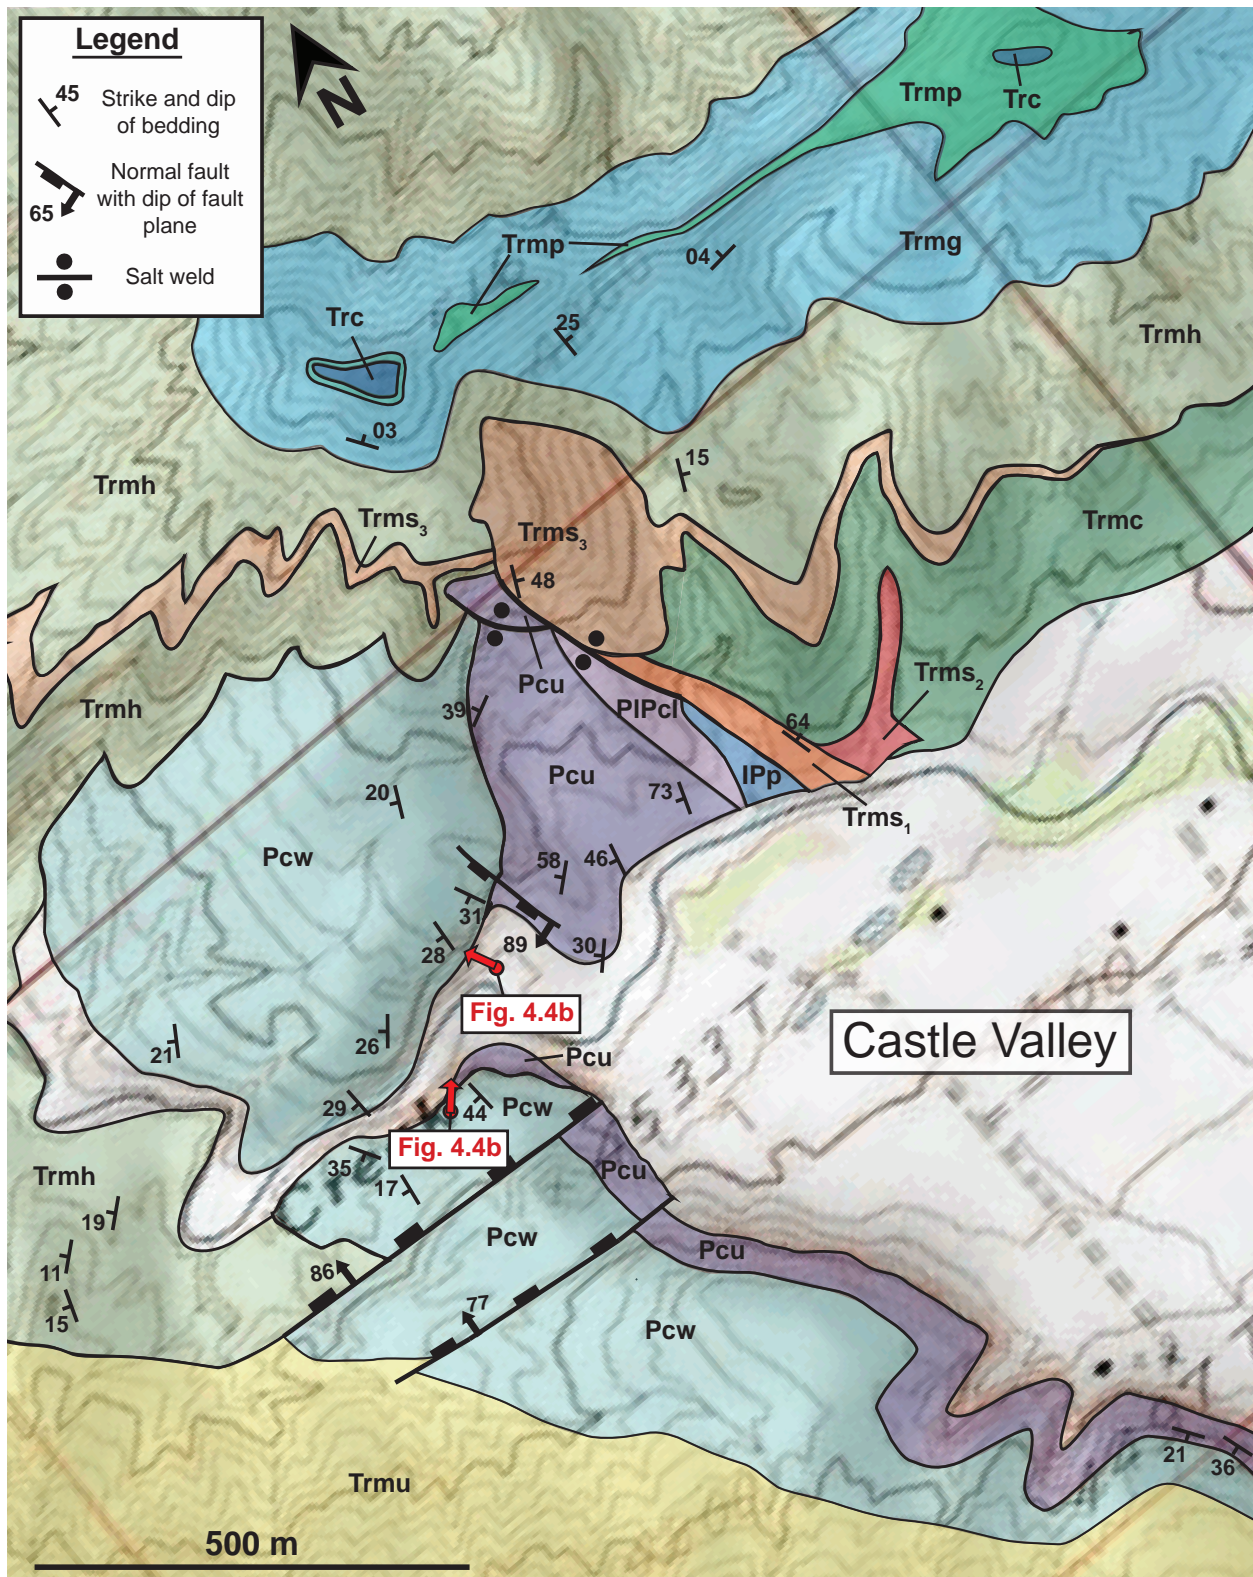 Legend
45
Strike and dip
of bedding
Normal fault
with dip of fault
plane
65
Salt weld
N
Trmp
Trc
Trmp
Trmg
04
Trc
25
Trmh
03
15
Trmh
Trms3
Trms3
Trmc
48
Trms2
Pcu
Trmh
39
PIPcl
64
Pcu
IPp
20
73
Trms1
Pcw
58
46
31
28
89
30
Fig. 4.4b
Castle Valley
21
26
Pcu
29
44
Pcw
Fig. 4.4b
35
17
Trmh
Pcu
19
Pcw
Pcu
11
86
77
15
Pcw
21
36
Trmu
500 m